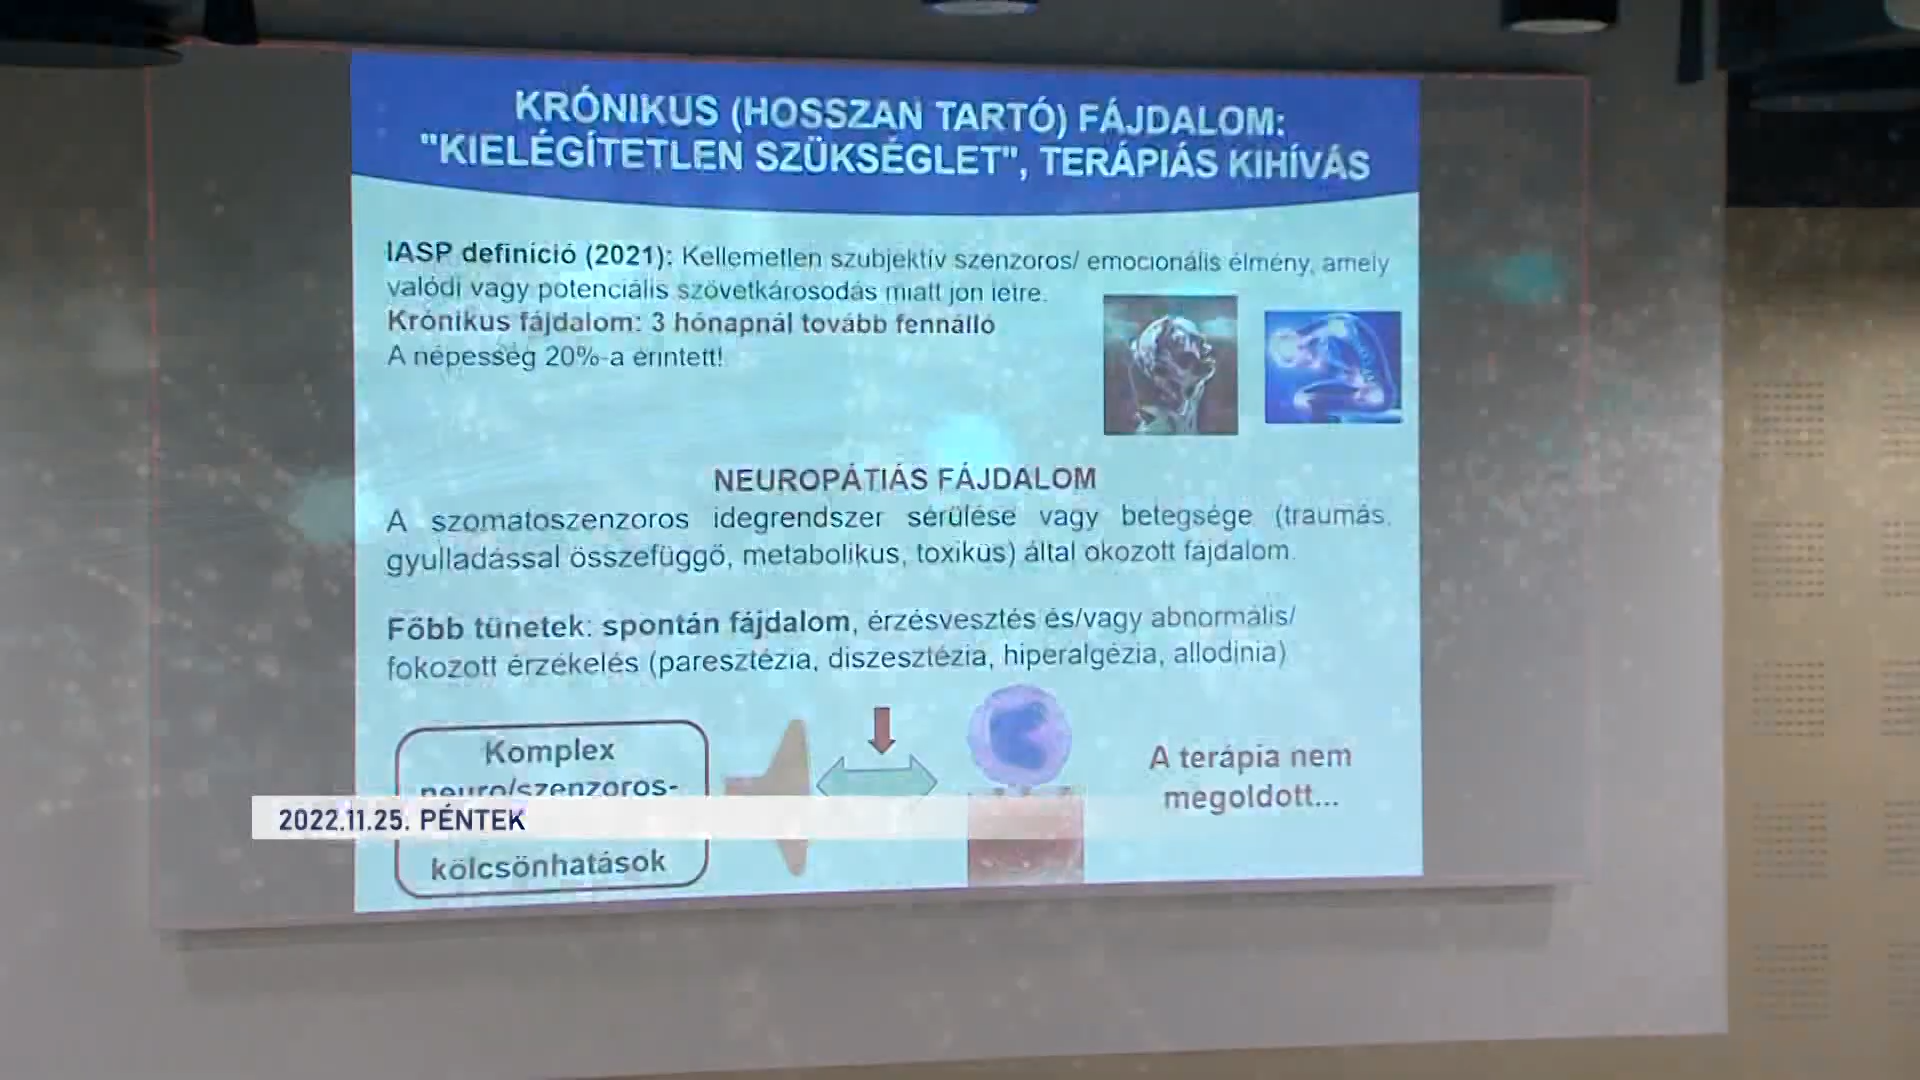 KRÓNIKUS (HOSSZAN TARTÓ) FÁJDALOM:
"KIELÉGÍTETLEN SZÜKSÉGLET", TERÁPIÁS KIHÍVÁS
IASP definíció (2021): Kellemetlen szubjektív szenzoros/ emocionális élmény, amely
valódi vagy potenciális szövetkárosodás miatt jön létre.
Krónikus fájdalom: 3 hónapnál tovább fennálló
A népesség 20%-a érintett!
NEUROPÁTIÁS FÁJDALOM
A szomatoszenzoros idegrendszer sérülése vagy betegsége (traumás,
gyulladással összefüggő, metabolikus, toxikus) által okozott fájdalom.
Főbb tünetek: spontán fájdalom, érzésvesztés és/vagy abnormális/
fokozott érzékelés (paresztézia, diszesztézia, hiperalgézia, allodinia)
Komplex
neuro/szenzoros-
kölcsönhatások
A terápia nem
megoldott...
2022.11.25. PÉNTEK